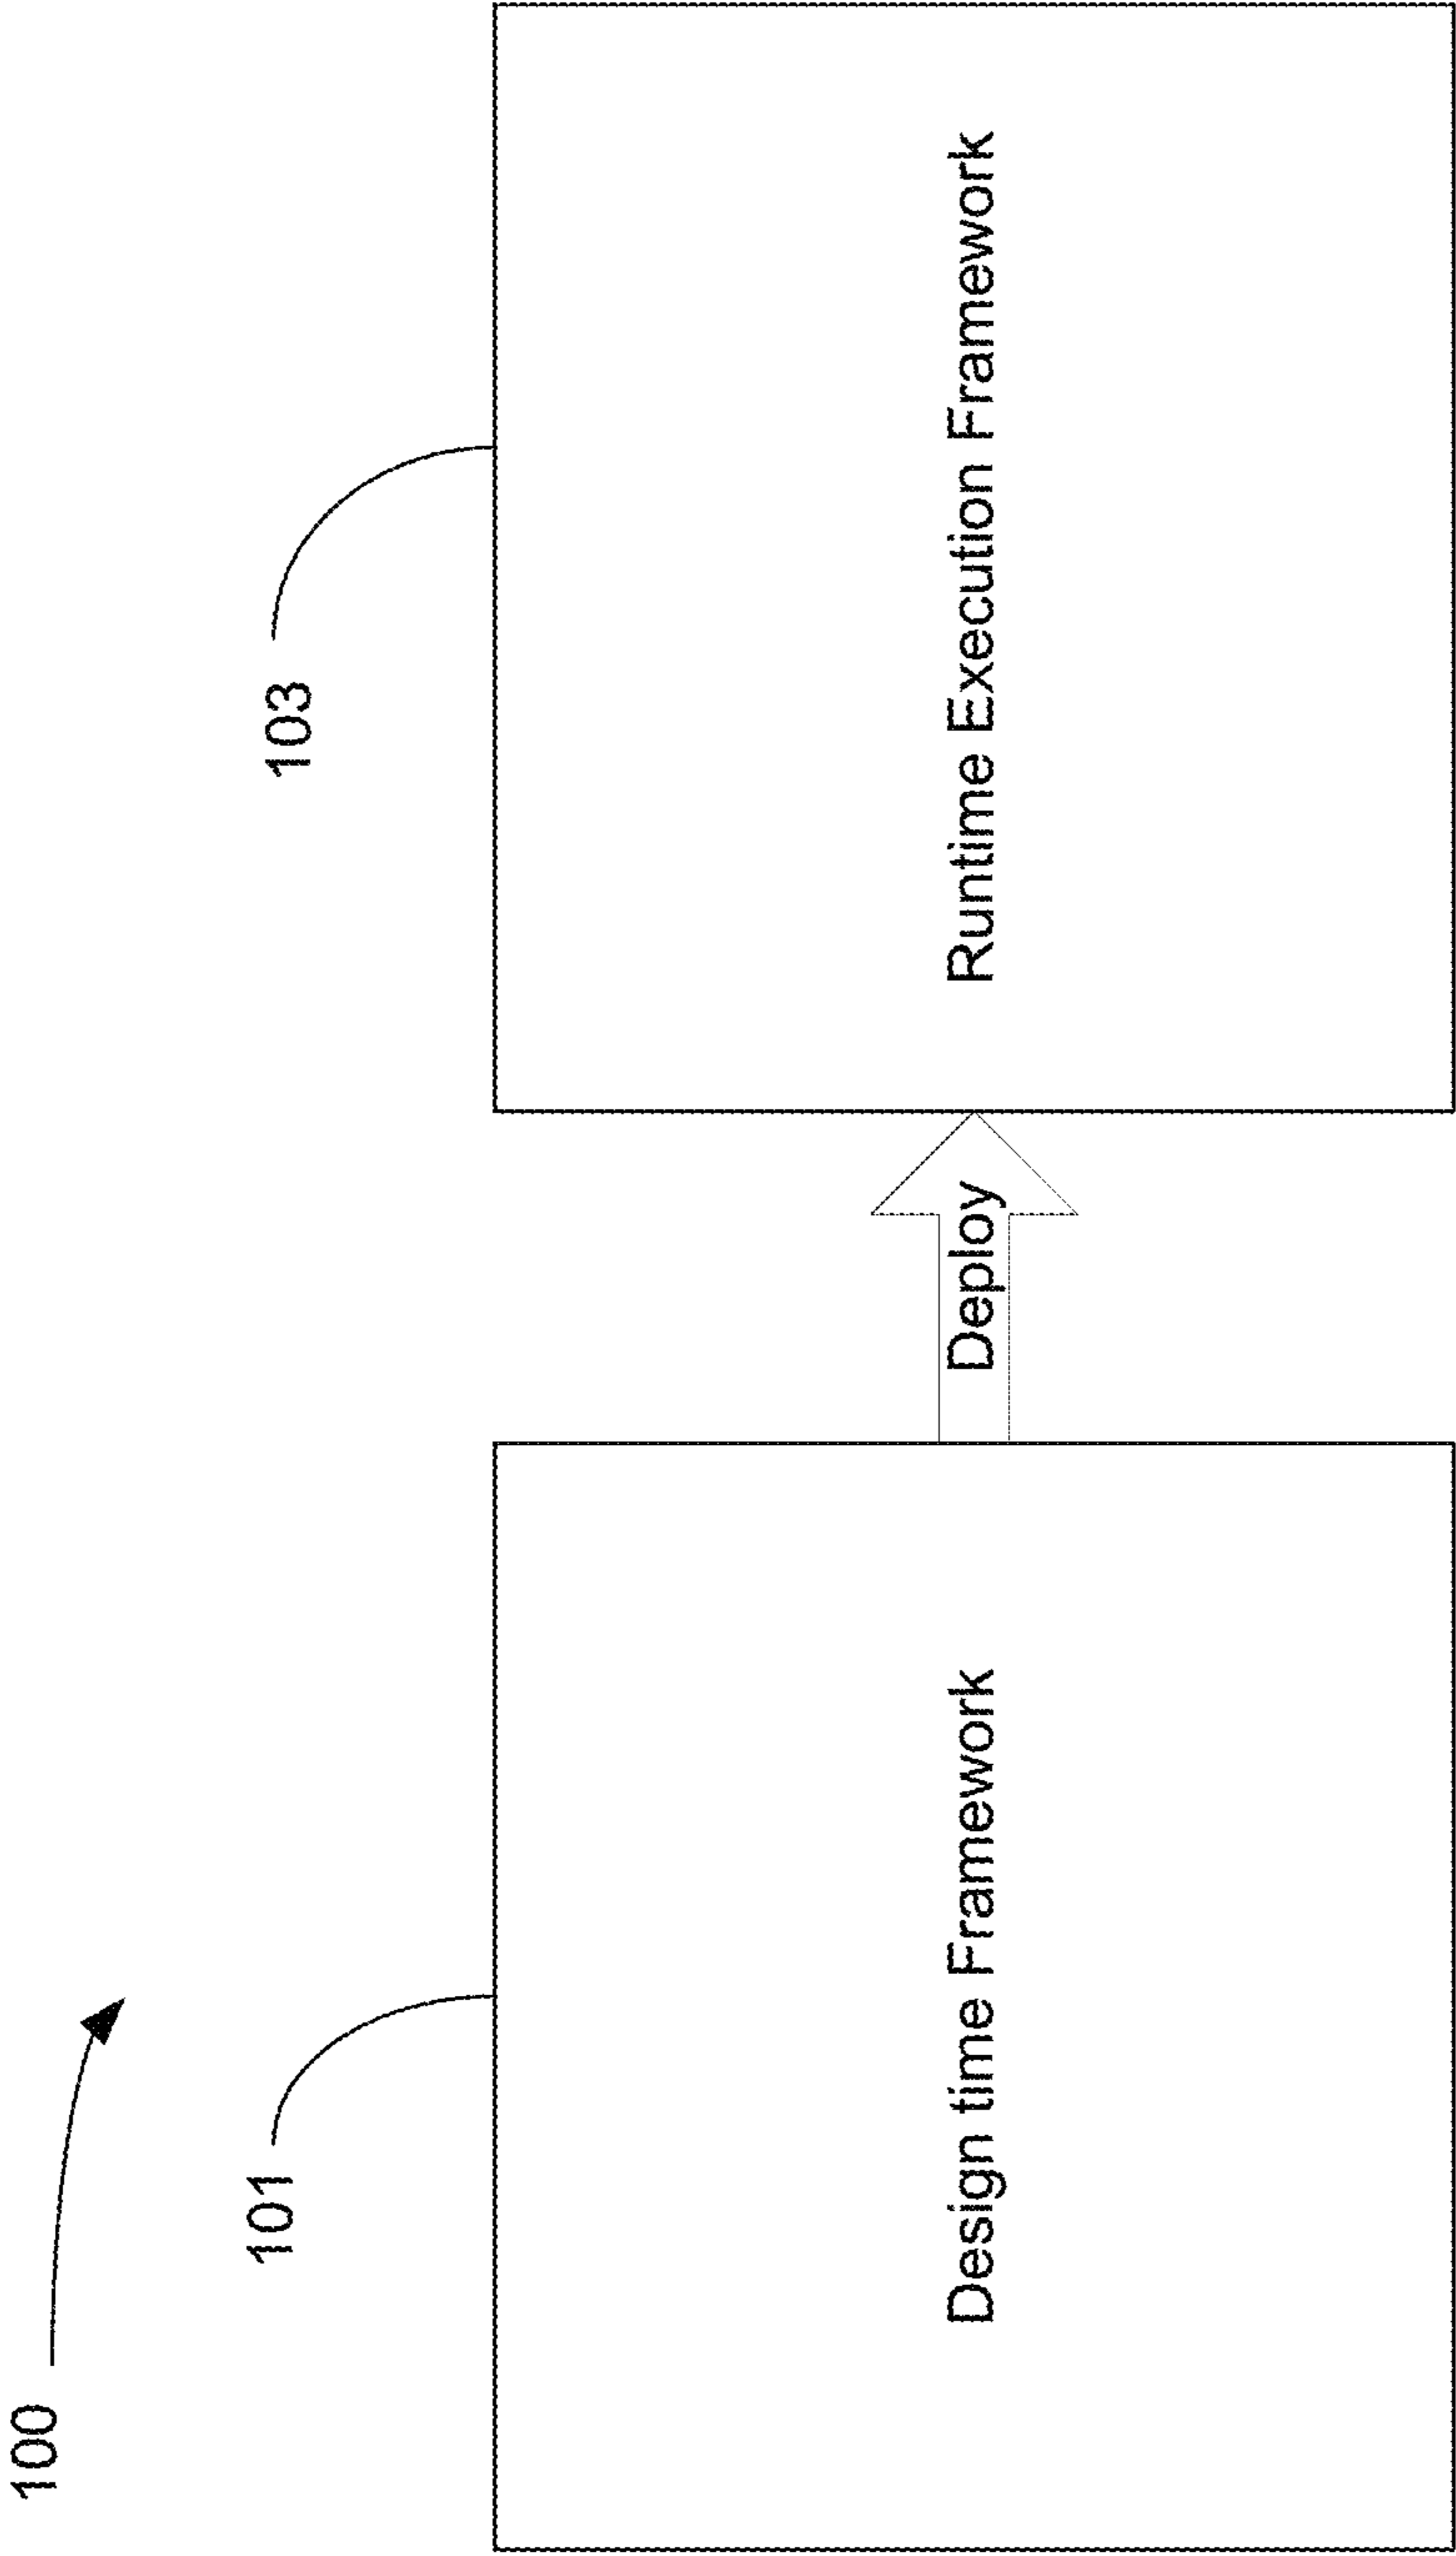 100
101
103
Design time Framework
Deploy
Runtime Execution Framework